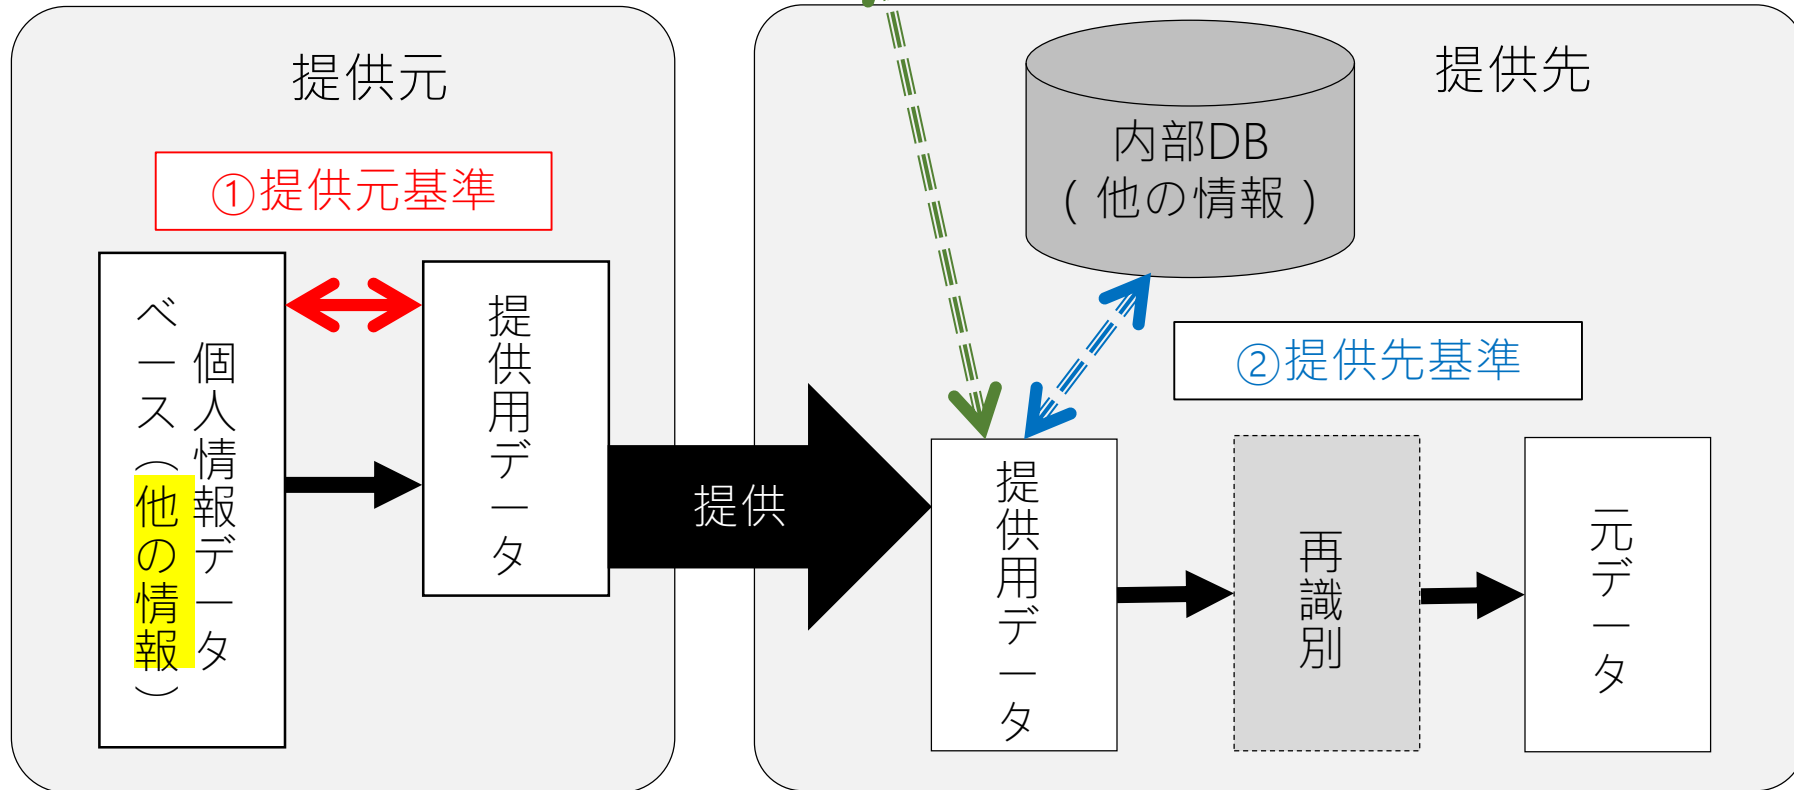 提供元
①提供元基準
個人情報データ
ベース（他の情報）
提供用データ
提供
提供先
内部DB
( 他の情報 )
②提供先基準
提供用データ
再識別
元データ